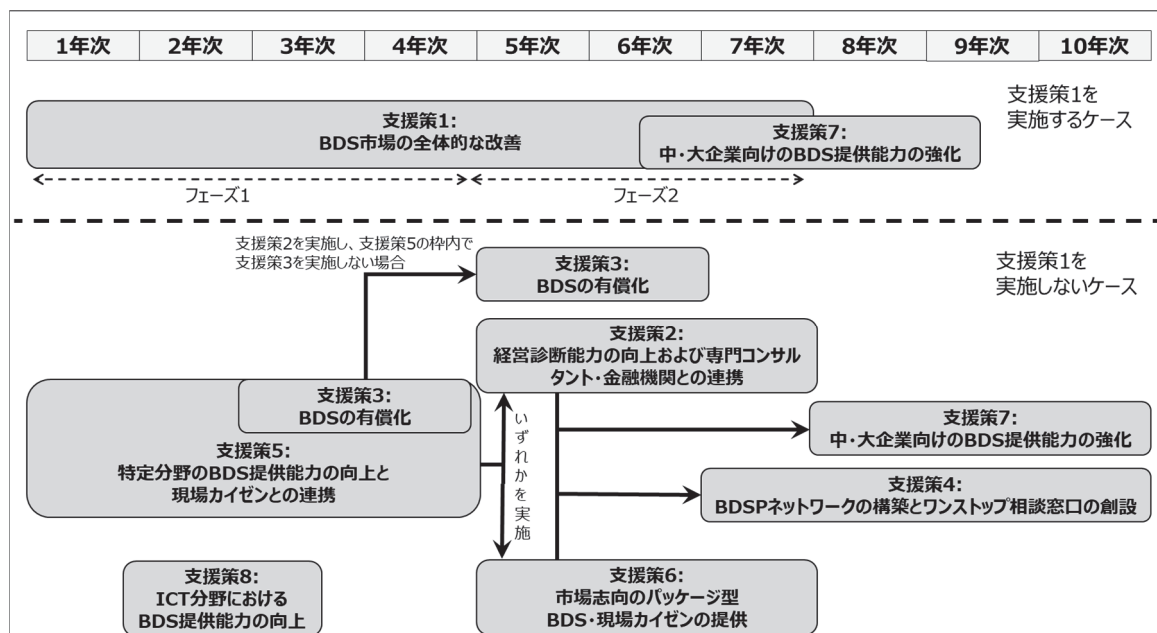 1年次 2年次 3年次 4年次 5年次 6年次 7年次 8年次 9年次 10年次
支援策1を
実施するケース
支援策1:
BDS市場の全体的な改善
支援策7:
中・大企業向けのBDS提供能力の強化
フェーズ1
フェーズ2
支援策2を実施し、支援策5の枠内で
支援策3を実施しない場合
支援策3:
BDSの有償化
支援策1を
実施しないケース
支援策2:
経営診断能力の向上および専門コンサル
タント・金融機関との連携
支援策3:
BDSの有償化
支援策5:
特定分野のBDS提供能力の向上と
現場カイゼンとの連携
いずれかを実施
支援策7:
中・大企業向けのBDS提供能力の強化
支援策4:
BDSPネットワークの構築とワンストップ相談窓口の創設
支援策8:
ICT分野における
BDS提供能力の向上
支援策6:
市場志向のパッケージ型
BDS・現場カイゼンの提供